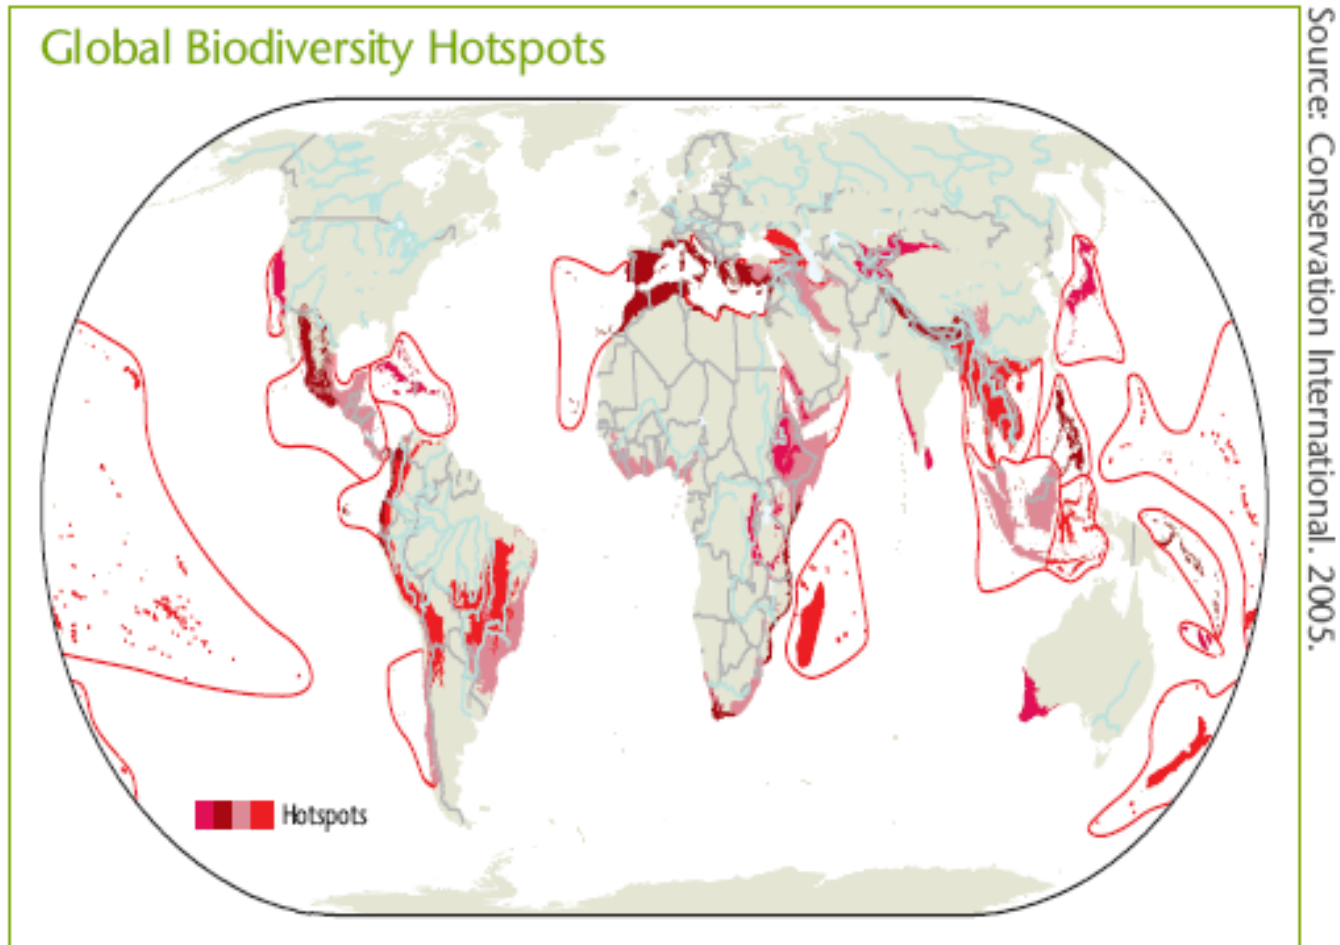 Global Biodiversity Hotspots
Hotspots
Source: Conservation International. 2005.